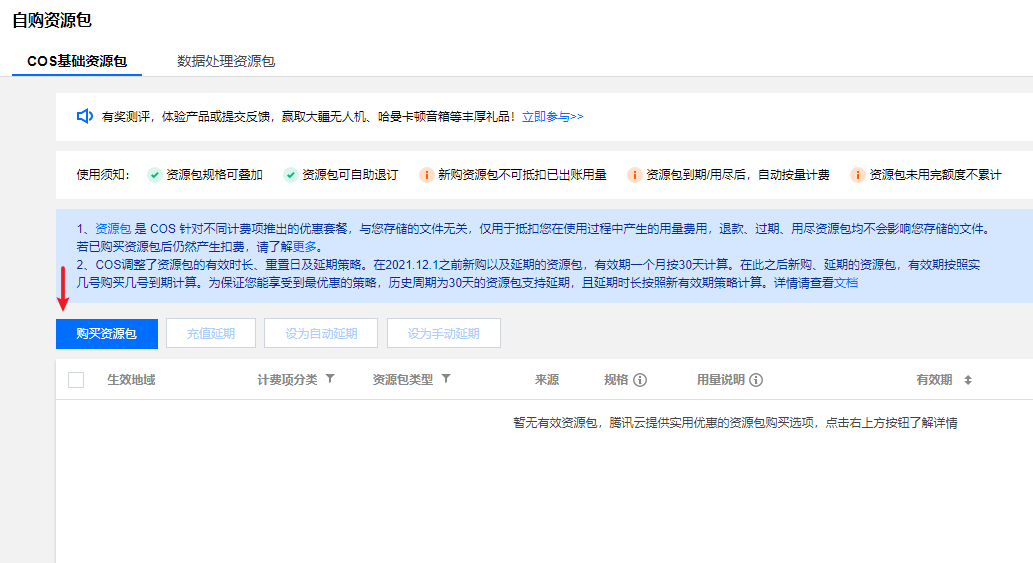 自购资源包
COS基础资源包 数据处理资源包
有奖测评，体验产品或提交反馈，赢取大疆无人机、哈曼卡顿音箱等丰厚礼品！立即参与>>
使用须知： 资源包规格可叠加 资源包可自助退订 新购资源包不可抵扣已出账用量 资源包到期/用尽后，自动按量计费 资源包未用完额度不累计
1、资源包 是 COS 针对不同计费项推出的优惠套餐，与您存储的文件无关，仅用于抵扣您在使用过程中产生的用量费用，退款、过期、用尽资源包均不会影响您存储的文件。
若已购买资源包后仍然产生扣费，请了解更多。
2、COS调整了资源包的有效时长、重置日及延期策略。在2021.12.1之前新购以及延期的资源包，有效期一个月按30天计算。在此之后新购、延期的资源包，有效期按照实
几号购买几号到期计算。为保证您能享受到最优惠的策略，历史周期为30天的资源包支持延期，且延期时长按照新有效期策略计算。详情请查看文档
购买资源包 充值延期 设为自动延期 设为手动延期
生效地域 计费项分类 资源包类型 来源 规格 用量说明 有效期
暂无有效资源包，腾讯云提供实用优惠的资源包购买选项，点击右上方按钮了解详情